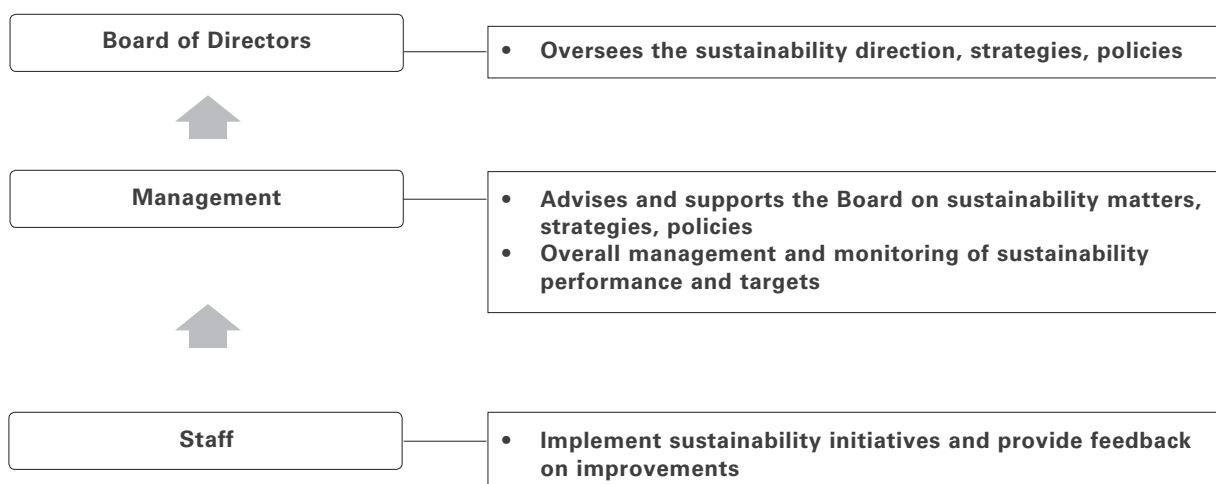 Board of Directors
• Oversees the sustainability direction, strategies, policies
Management
• Advises and supports the Board on sustainability matters,
strategies, policies
• Overall management and monitoring of sustainability
performance and targets
Staff
• Implement sustainability initiatives and provide feedback
on improvements